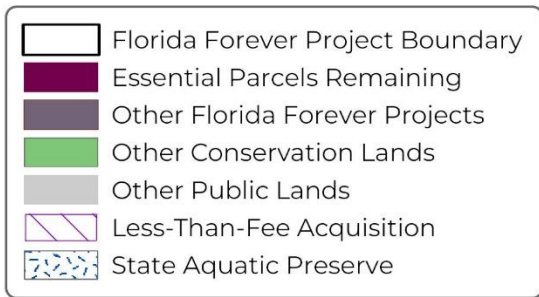 Florida Forever Project Boundary
Essential Parcels Remaining
Other Florida Forever Projects
Other Conservation Lands
Other Public Lands
Less-Than-Fee Acquisition
State Aquatic Preserve